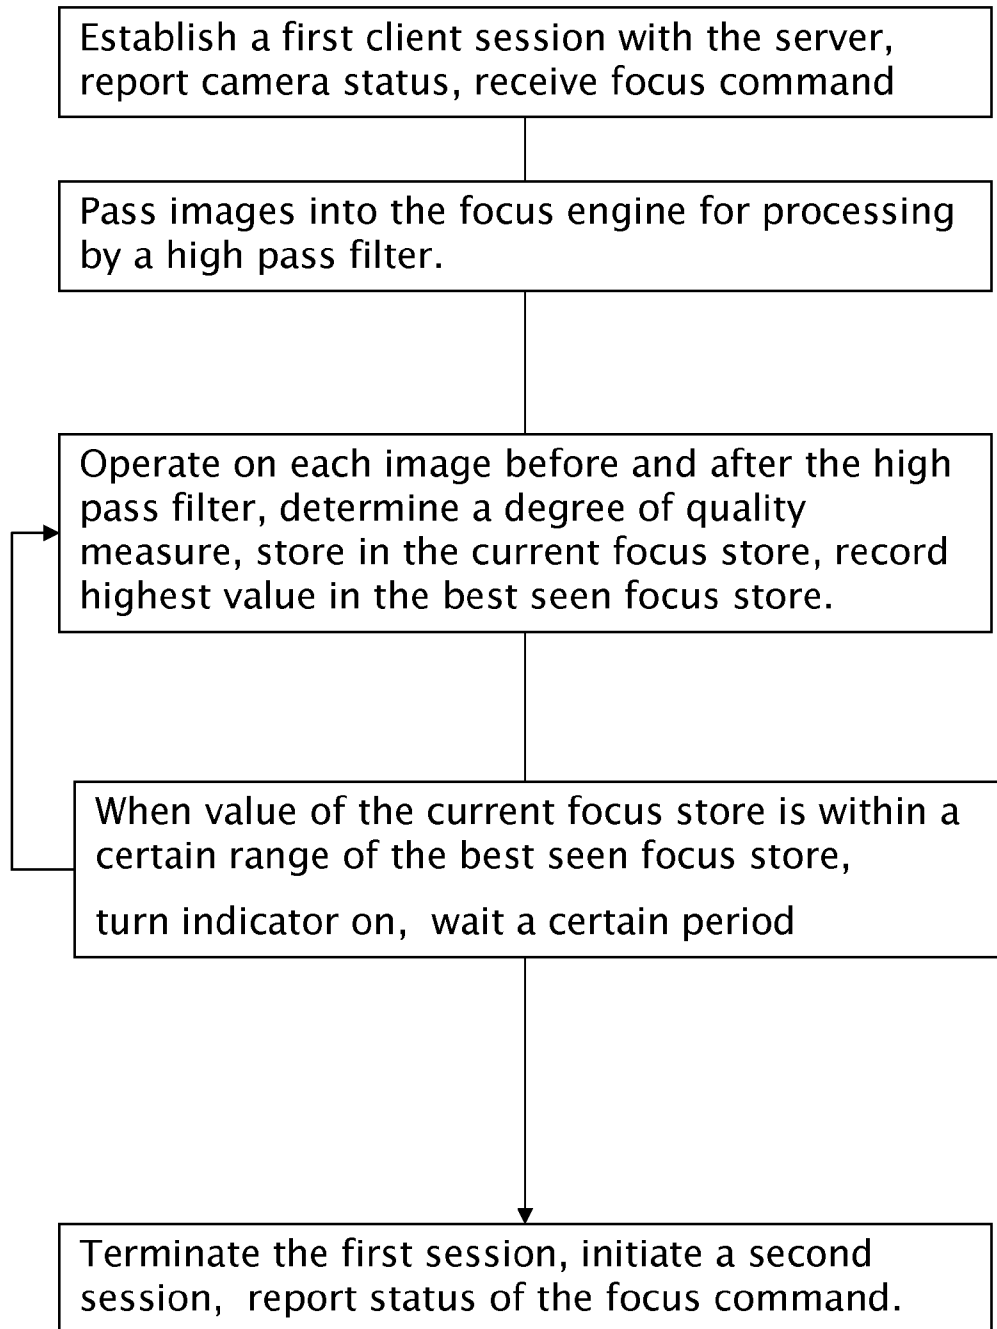 Establish a first client session with the server,
report camera status, receive focus command
Pass images into the focus engine for processing
by a high pass filter.
Operate on each image before and after the high
pass filter, determine a degree of quality
measure, store in the current focus store, record
highest value in the best seen focus store.
When value of the current focus store is within a
certain range of the best seen focus store,
turn indicator on,  wait a certain period
Terminate the first session, initiate a second
session,  report status of the focus command.